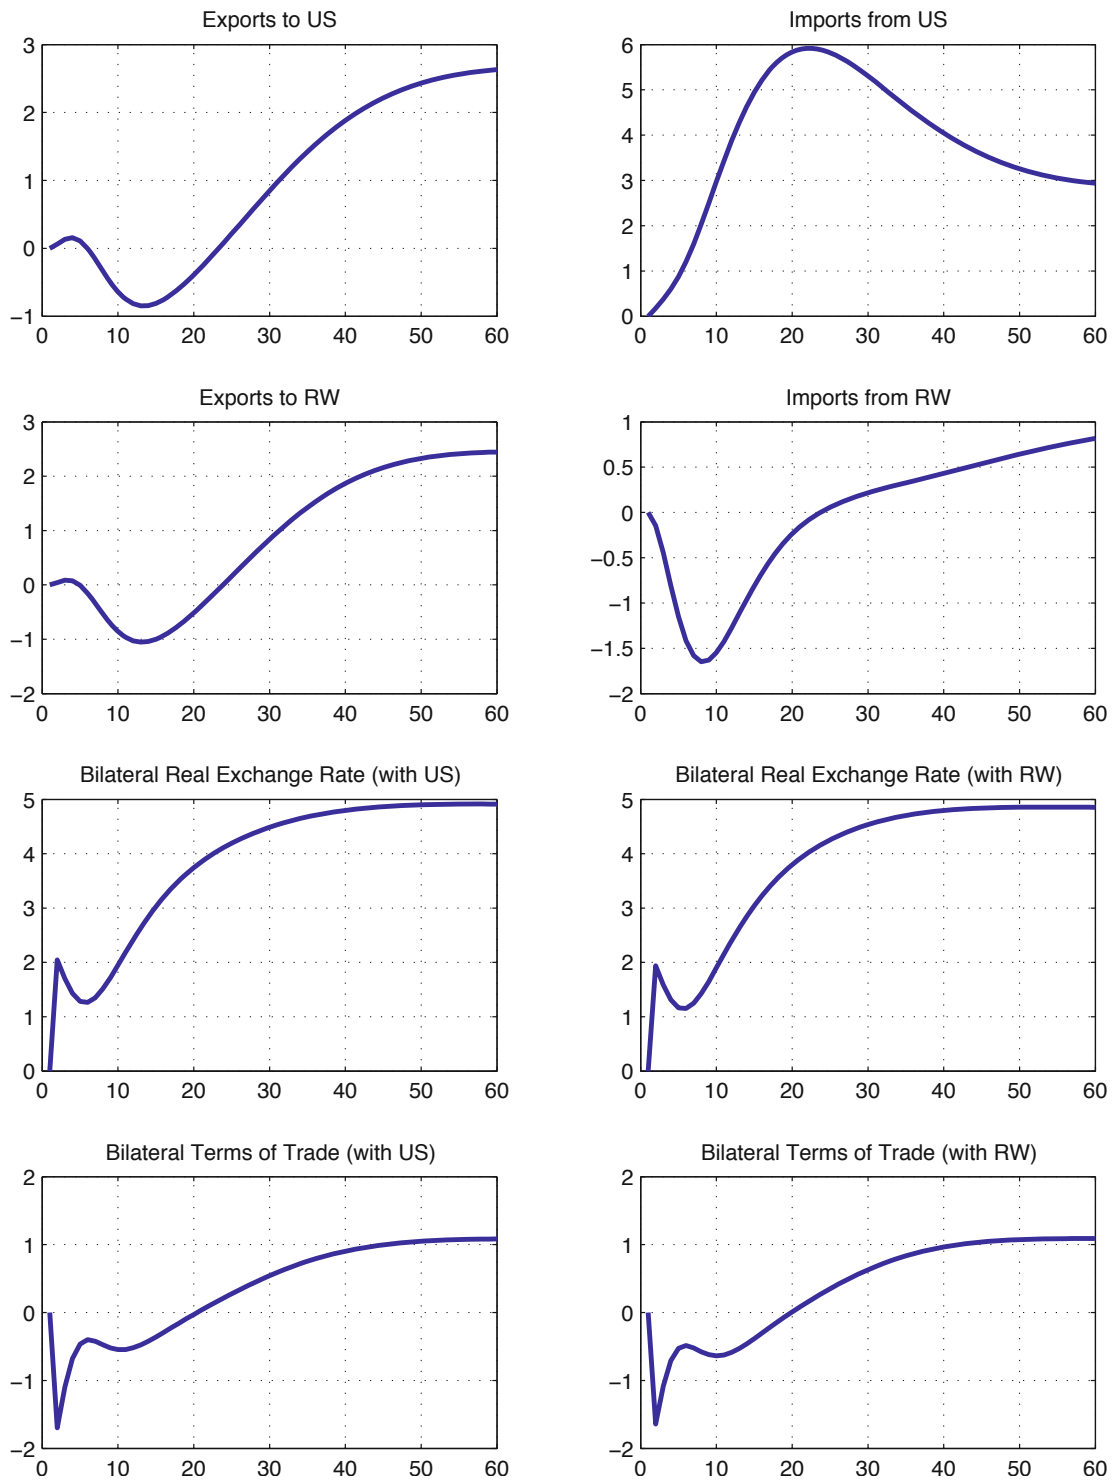 Exports to US
3
2
1
0
−1
0 10 20 30 40 50 60
Imports from US
6
5
4
3
2
1
0
0 10 20 30 40 50 60
Exports to RW
3
2
1
0
−1
−2
0 10 20 30 40 50 60
Imports from RW
1
0.5
0
−0.5
−1
−1.5
−2
0 10 20 30 40 50 60
Bilateral Real Exchange Rate (with US)
5
4
3
2
1
0
0 10 20 30 40 50 60
Bilateral Real Exchange Rate (with RW)
5
4
3
2
1
0
0 10 20 30 40 50 60
Bilateral Terms of Trade (with US)
2
1
0
−1
−2
0 10 20 30 40 50 60
Bilateral Terms of Trade (with RW)
2
1
0
−1
−2
0 10 20 30 40 50 60